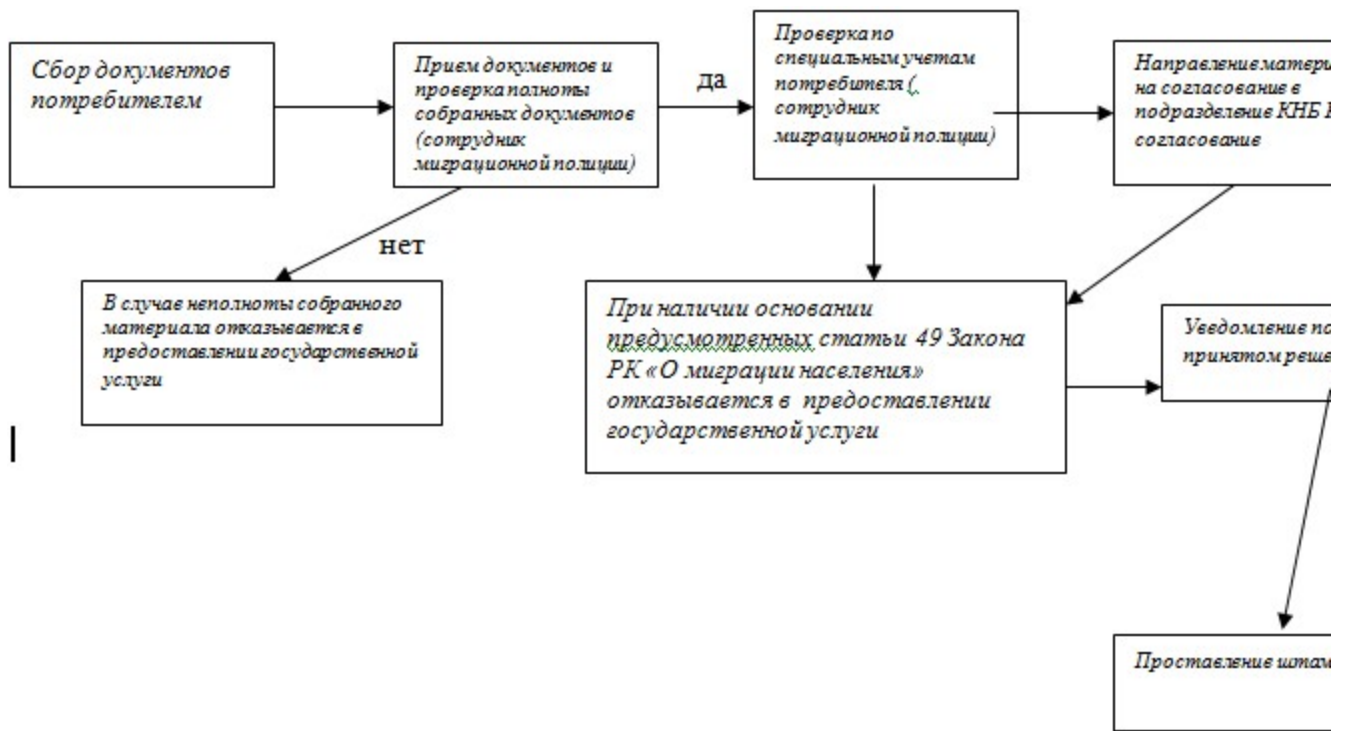 Сбор документов
потребителем
Прием документов и
проверка полноты
собранных документов
(сотрудник
миграционной полиции)
да
Проверка по
специальным учетам
потребителя (,
сотрудник
миграционной полиции)
Направление матери
на согласование в
подразделение КНБ
согласование
нет
В случае неполноты собранного
материала отказывается в
предоставлении государственной
услуги
При наличии основании
предусмотренных статьи 49 Закона
РК «О миграции населения»
отказывается в предоставлении
государственной услуги
Уведомление по
принятом реше
Проставление штам